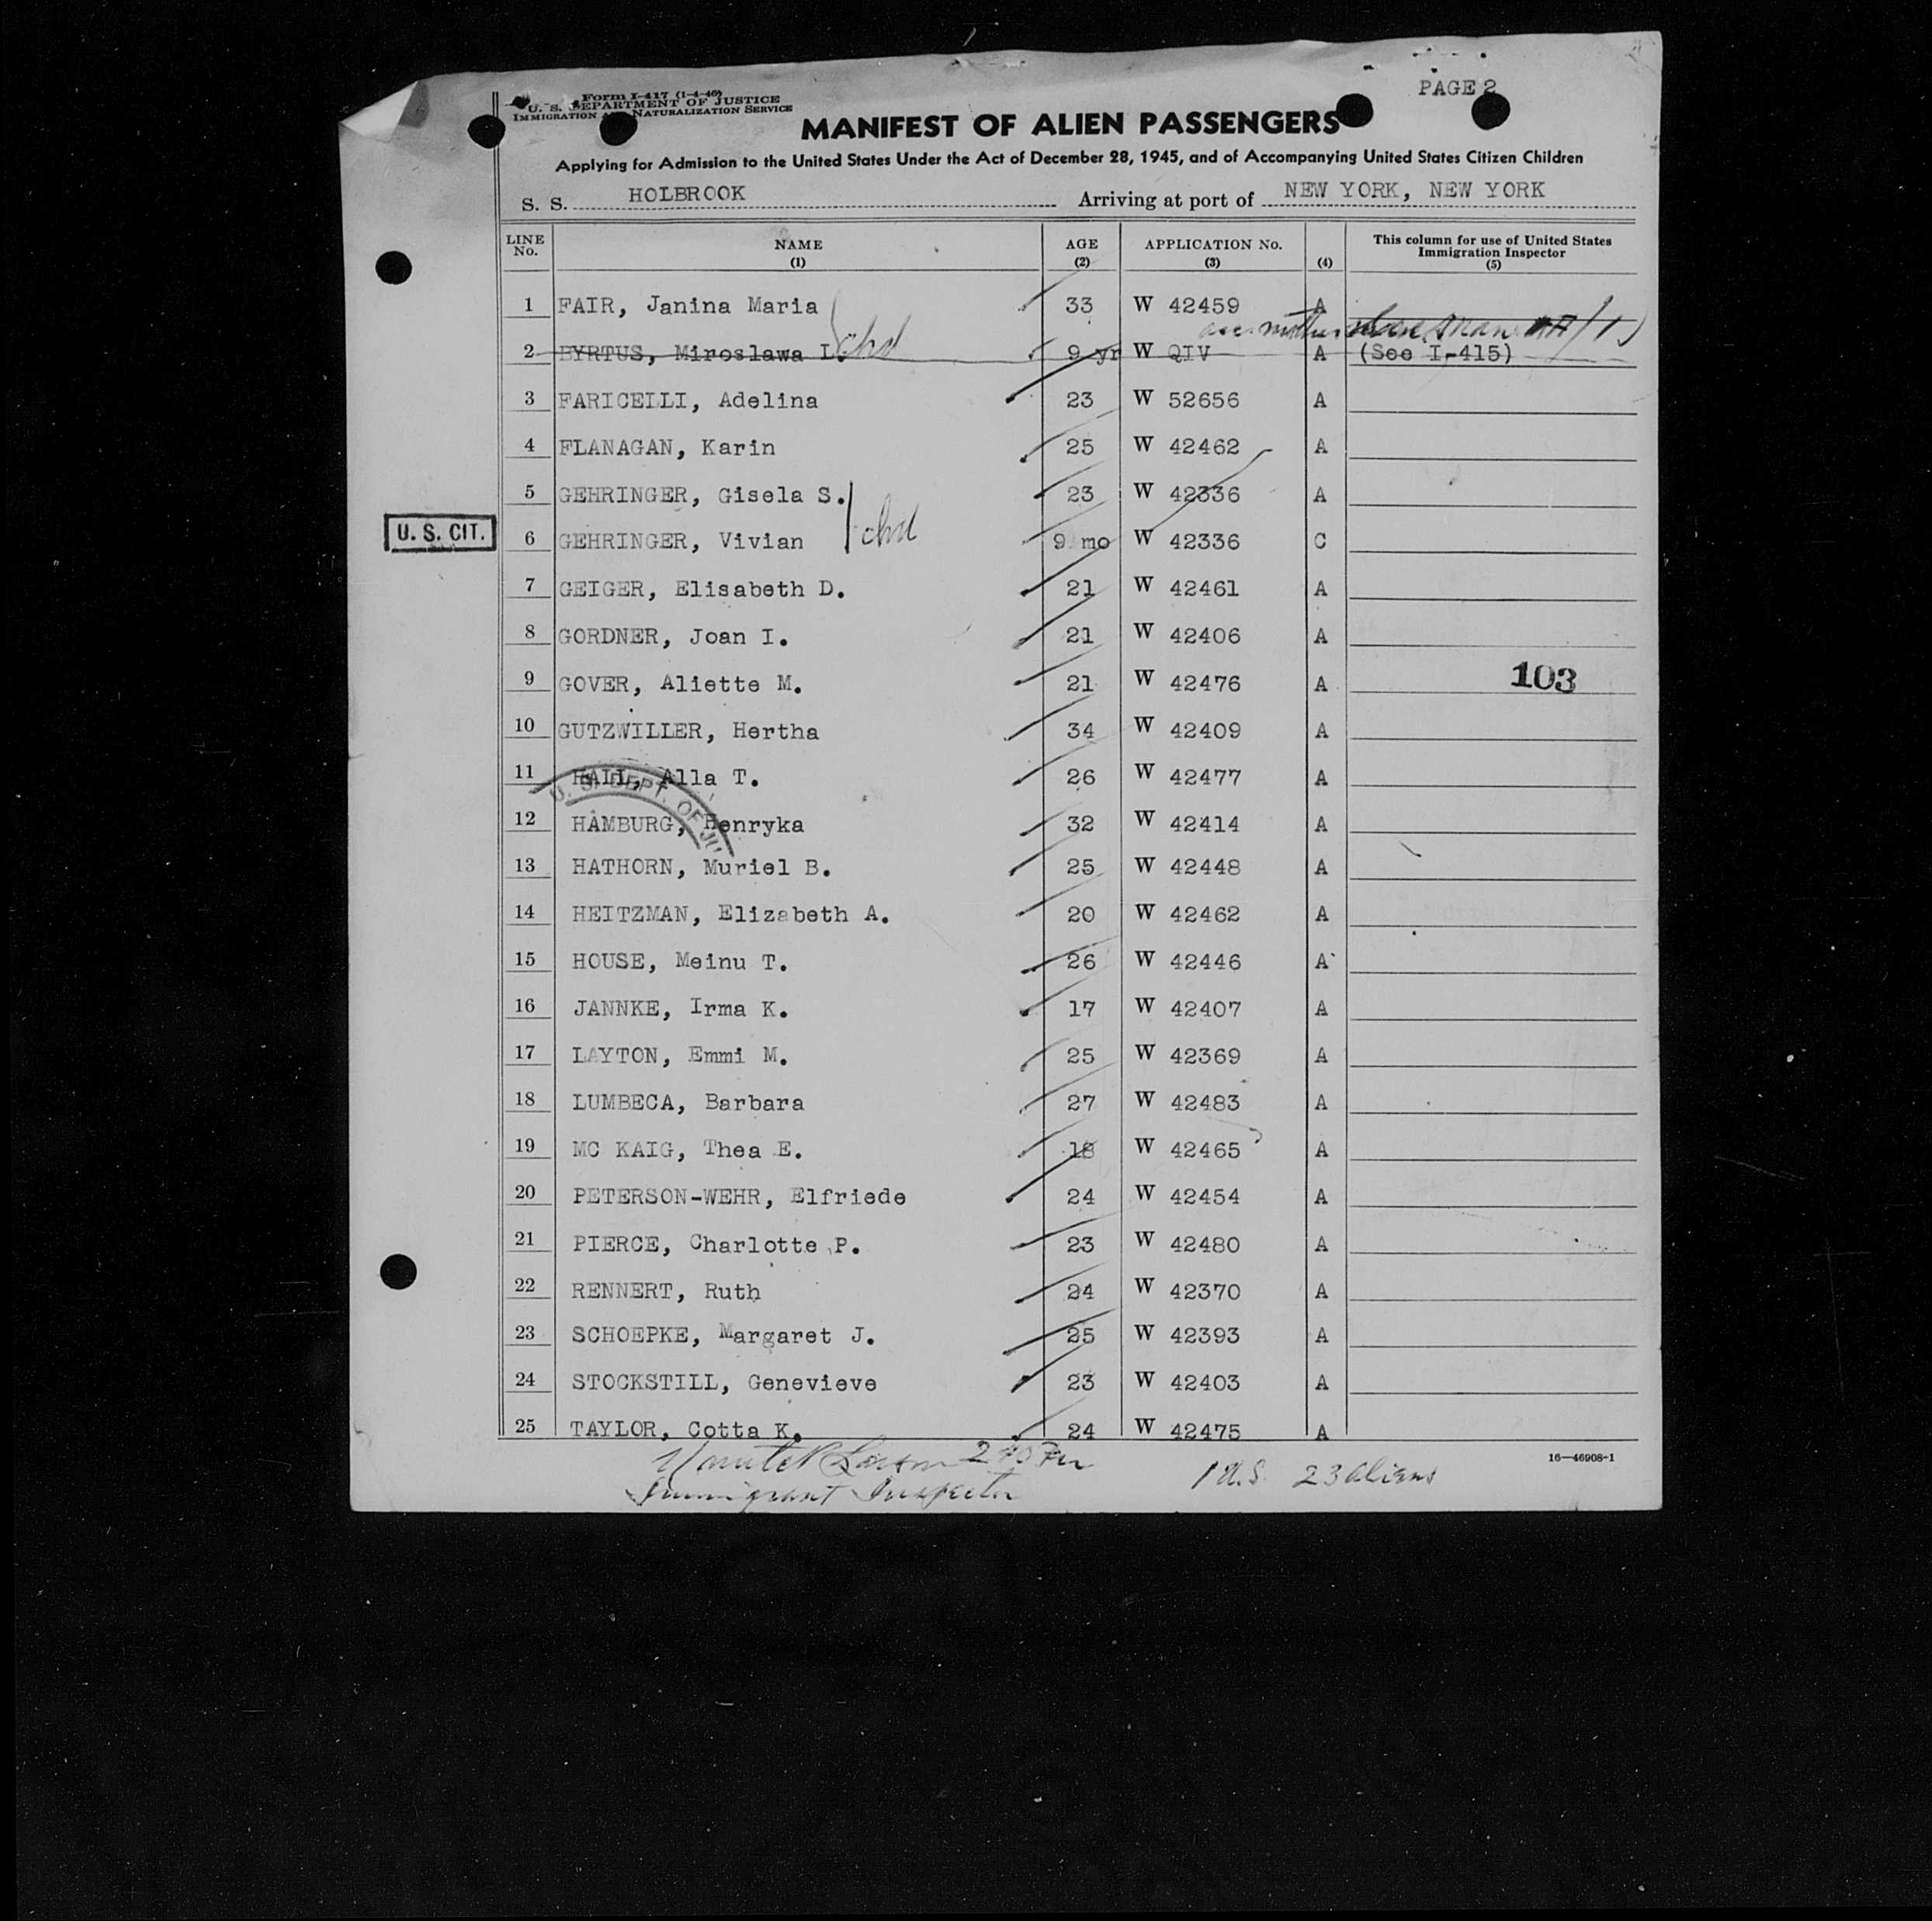 PAGE 2
Form I-417 (1-4-46)
U. S. DEPARTMENT OF JUSTICE
IMMIGRATION AND NATURALIZATION SERVICE
MANIFEST OF ALIEN PASSENGERS
Applying for Admission to the United States Under the Act of December 28, 1945, and of Accompanying United States Citizen Children
S. S. HOLBROOK Arriving at port of NEW YORK, NEW YORK
LINE No. NAME (1) AGE (2) APPLICATION No. (3) (4) This column for use of United States Immigration Inspector (5)
1 FAIR, Janina Maria 33 W 42459 A
mother
2 BYRTUS, Miroslawa I. chd 9 yr W QIV A (See I-415)
3 FARICELLI, Adelina 23 W 52656 A
4 FLANAGAN, Karin 25 W 42462 A
5 GEHRINGER, Gisela S. 23 W 42336 A
U. S. CIT. 6 GEHRINGER, Vivian chd 9 mo W 42336 C
7 GEIGER, Elisabeth D. 21 W 42461 A
8 GORDNER, Joan I. 21 W 42406 A
9 GOVER, Aliette M. 21 W 42476 A 103
10 GUTZWILLER, Hertha 34 W 42409 A
11 HALL, Alla T. 26 W 42477 A
U. S. DEPT. OF JU
12 HAMBURG, Henryka 32 W 42414 A
13 HATHORN, Muriel B. 25 W 42448 A
14 HEITZMAN, Elizabeth A. 20 W 42462 A
15 HOUSE, Meinu T. 26 W 42446 A
16 JANNKE, Irma K. 17 W 42407 A
17 LAYTON, Emmi M. 25 W 42369 A
18 LUMBECA, Barbara 27 W 42483 A
19 MC KAIG, Thea E. 18 W 42465 A
20 PETERSON-WEHR, Elfriede 24 W 42454 A
21 PIERCE, Charlotte P. 23 W 42480 A
22 RENNERT, Ruth 24 W 42370 A
23 SCHOEPKE, Margaret J. 25 W 42393 A
24 STOCKSTILL, Genevieve 23 W 42403 A
25 TAYLOR, Cotta K. 24 W 42475 A
16—46908-1
1 U.S. 23 aliens
Immigrant Inspector